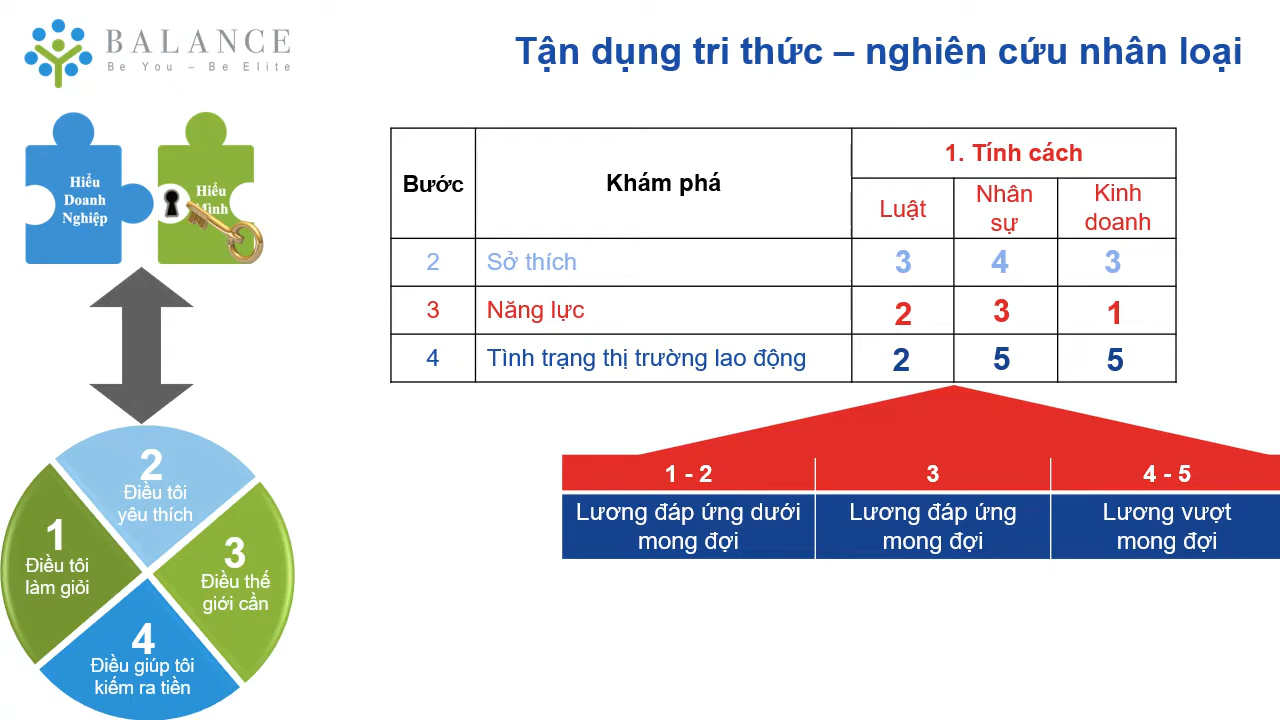 BALANCE
Be You – Be Elite
Tận dụng tri thức – nghiên cứu nhân loại
Hiểu
Doanh
Nghiệp
Hiểu
Mình
Bước
Khám phá
1. Tính cách
Luật
Nhân
sự
Kinh
doanh
2 Sở thích 3 4 3
3 Năng lực 2 3 1
4 Tình trạng thị trường lao động 2 5 5
1 - 2
3
4 - 5
Lương đáp ứng dưới
mong đợi
Lương đáp ứng
mong đợi
Lương vượt
mong đợi
2
Điều tôi
yêu thích
1
Điều tôi
làm giỏi
3
Điều thế
giới cần
4
Điều giúp tôi
kiếm ra tiền